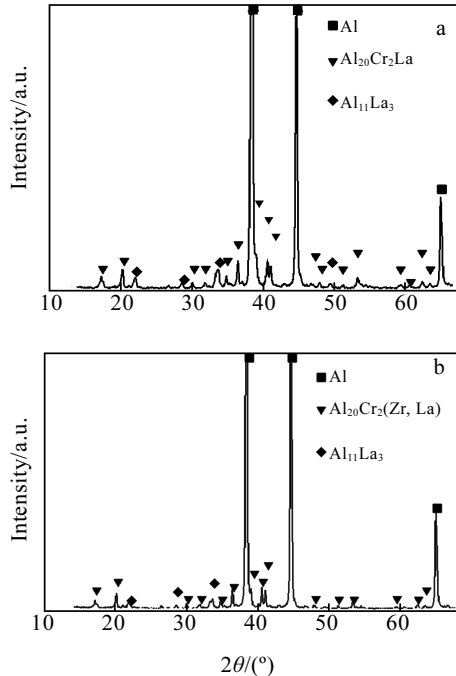 a
Al
Al₂₀Cr₂La
Al₁₁La₃
Intensity/a.u.
10 20 30 40 50 60
b
Al
Al₂₀Cr₂(Zr, La)
Al₁₁La₃
Intensity/a.u.
10 20 30 40 50 60
2θ/(º)